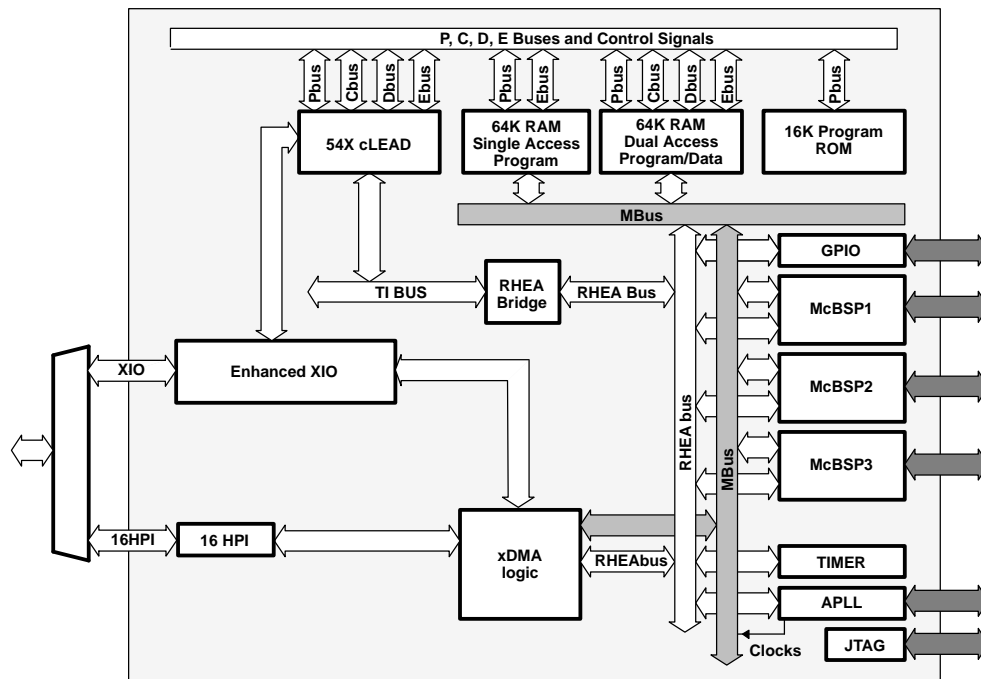 P, C, D, E Buses and Control Signals
Pbus
Cbus
Dbus
Ebus
Pbus
Ebus
Pbus
Cbus
Dbus
Ebus
Pbus
54X cLEAD
64K RAM
Single Access
Program
64K RAM
Dual Access
Program/Data
16K Program
ROM
MBus
GPIO
TI BUS
RHEA
Bridge
RHEA Bus
McBSP1
XIO
Enhanced XIO
McBSP2
RHEA bus
MBus
McBSP3
16HPI
16 HPI
xDMA
logic
RHEAbus
TIMER
APLL
Clocks
JTAG